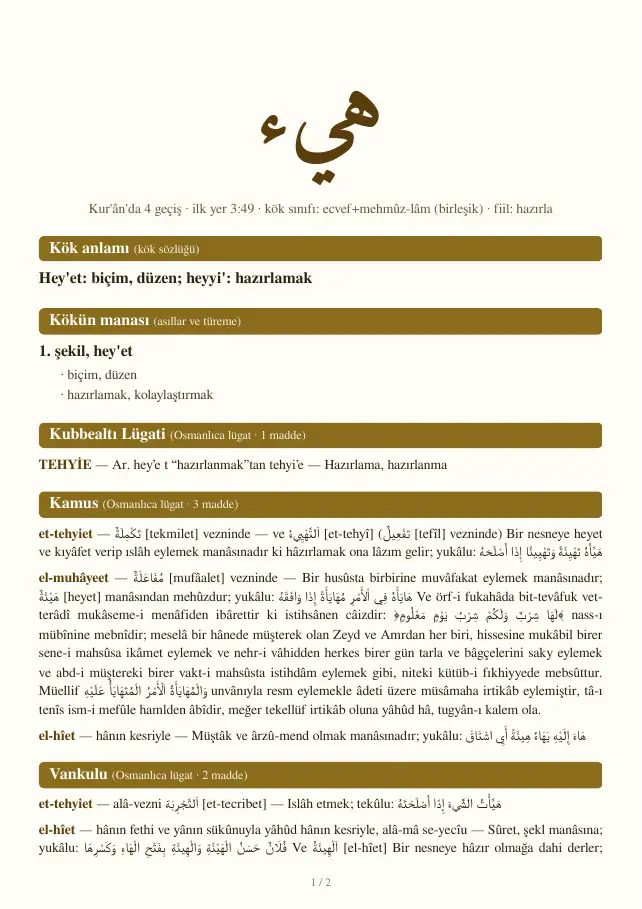 هيء
Kur'ân'da 4 geçiş · ilk yer 3:49 · kök sınıfı: ecvef+mehmûz-lâm (birleşik) · fiil: hazırla
Kök anlamı (kök sözlüğü)
Hey'et: biçim, düzen; heyyi': hazırlamak
Kökün manası (asıllar ve türeme)
1. şekil, hey'et
· biçim, düzen
· hazırlamak, kolaylaştırmak
Kubbealtı Lügati (Osmanlıca lügat · 1 madde)
TEHYİE — Ar. hey'e t “hazırlanmak”tan tehyi'e — Hazırlama, hazırlanma
Kamus (Osmanlıca lügat · 3 madde)
et-tehyiet — تَكْمِلَةٌ [tekmilet] vezninde — ve اَلتَّهْيِيءُ [et-tehyî] (تَفْعِيلٌ [tefîl] vezninde) Bir nesneye heyet
ve kıyâfet verip ıslâh eylemek manâsınadır ki hâzırlamak ona lâzım gelir; yukâlu: هَيَّأَهُ تَهْيِئَةً وَتَهْيِيئًا إِذَا أَصْلَحَهُ
el-muhâyeet — مُفَاعَلَةٌ [mufâalet] vezninde — Bir husûsta birbirine muvâfakat eylemek manâsınadır;
هَيْئَةٌ [heyet] manâsından mehûzdur; yukâlu: هَايَأَهُ فِي الْأَمْرِ مُهَايَأَةً إِذَا وَافَقَهُ Ve örf-i fukahâda bit-tevâfuk vet-
terâdî mukâseme-i menâfiden ibârettir ki istihsânen câizdir: ﴿لَهَا شِرْبٌ وَلَكُمْ شِرْبُ يَوْمٍ مَعْلُومٍ﴾ nass-ı
mübînine mebnîdir; meselâ bir hânede müşterek olan Zeyd ve Amrdan her biri, hissesine mukâbil birer
sene-i mahsûsa ikâmet eylemek ve nehr-i vâhidden herkes birer gün tarla ve bâgçelerini saky eylemek
ve abd-i müştereki birer vakt-i mahsûsta istihdâm eylemek gibi, niteki kütüb-i fıkhiyyede mebsûttur.
Müellif وَالْمُهَايَأَةُ الْأَمْرُ الْمُتَهَايَأُ عَلَيْهِ unvânıyla resm eylemekle âdeti üzere müsâmaha irtikâb eylemiştir, tâ-ı
tenîs ism-i mefûle hamlden âbîdir, meğer tekellüf irtikâb oluna yâhûd hâ, tugyân-ı kalem ola.
el-hîet — hânın kesriyle — Müştâk ve ârzû-mend olmak manâsınadır; yukâlu: هَاءَ إِلَيْهِ يَهَاءُ هِيئَةً أَيِ اشْتَاقَ
Vankulu (Osmanlıca lügat · 2 madde)
et-tehyiet — alâ-vezni اَلتَّجْرِبَة [et-tecribet] — Islâh etmek; tekûlu: هَيَّأْتُ الشَّيْءَ إِذَا أَصْلَحْتَهُ
el-hîet — hânın fethi ve yânın sükûnuyla yâhûd hânın kesriyle, alâ-mâ se-yecîu — Sûret, şekl manâsına;
yukâlu: فُلَانٌ حَسَنُ الْهَيْئَةِ وَالْهِيئَةِ بِفَتْحِ الْهَاءِ وَكَسْرِهَا Ve اَلْهِيئَةُ [el-hîet] Bir nesneye hâzır olmağa dahi derler;
1 / 2